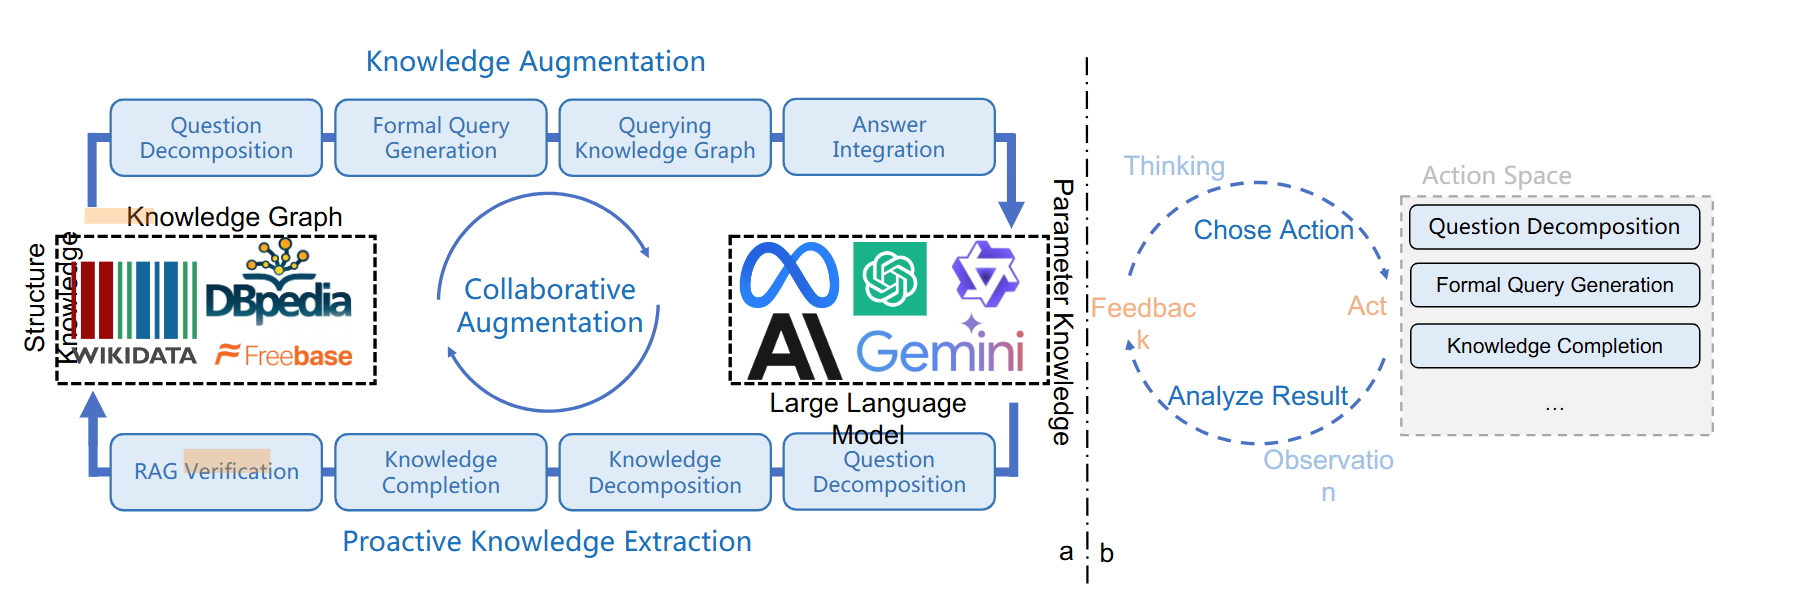 Knowledge Augmentation
Question
Decomposition
Formal Query
Generation
Querying
Knowledge Graph
Answer
Integration
Knowledge Graph
Structure
Knowledge
WIKIDATA
DBpedia
Freebase
Collaborative
Augmentation
AI
Gemini
Large Language
Model
Parameter Knowledge
RAG Verification
Knowledge
Completion
Knowledge
Decomposition
Question
Decomposition
Proactive Knowledge Extraction
a
b
Thinking
Chose Action
Feedbac
k
Act
Analyze Result
Observatio
n
Action Space
Question Decomposition
Formal Query Generation
Knowledge Completion
...